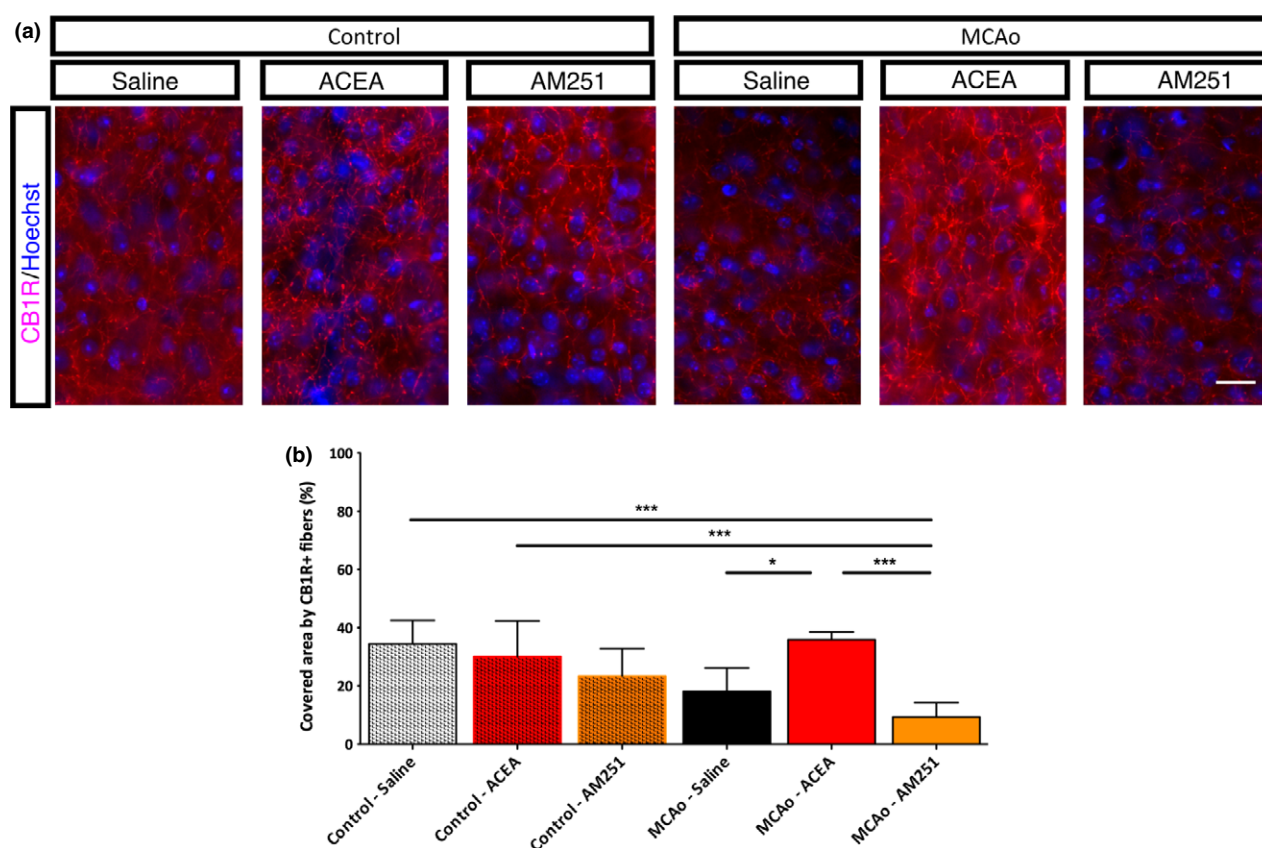 (a)
Control
MCAo
Saline
ACEA
AM251
Saline
ACEA
AM251
CB1R/Hoechst
(b)
Covered area by CB1R+ fibers (%)
100
80
60
40
20
0
***
***
*
***
Control - Saline
Control - ACEA
Control - AM251
MCAo - Saline
MCAo - ACEA
MCAo - AM251